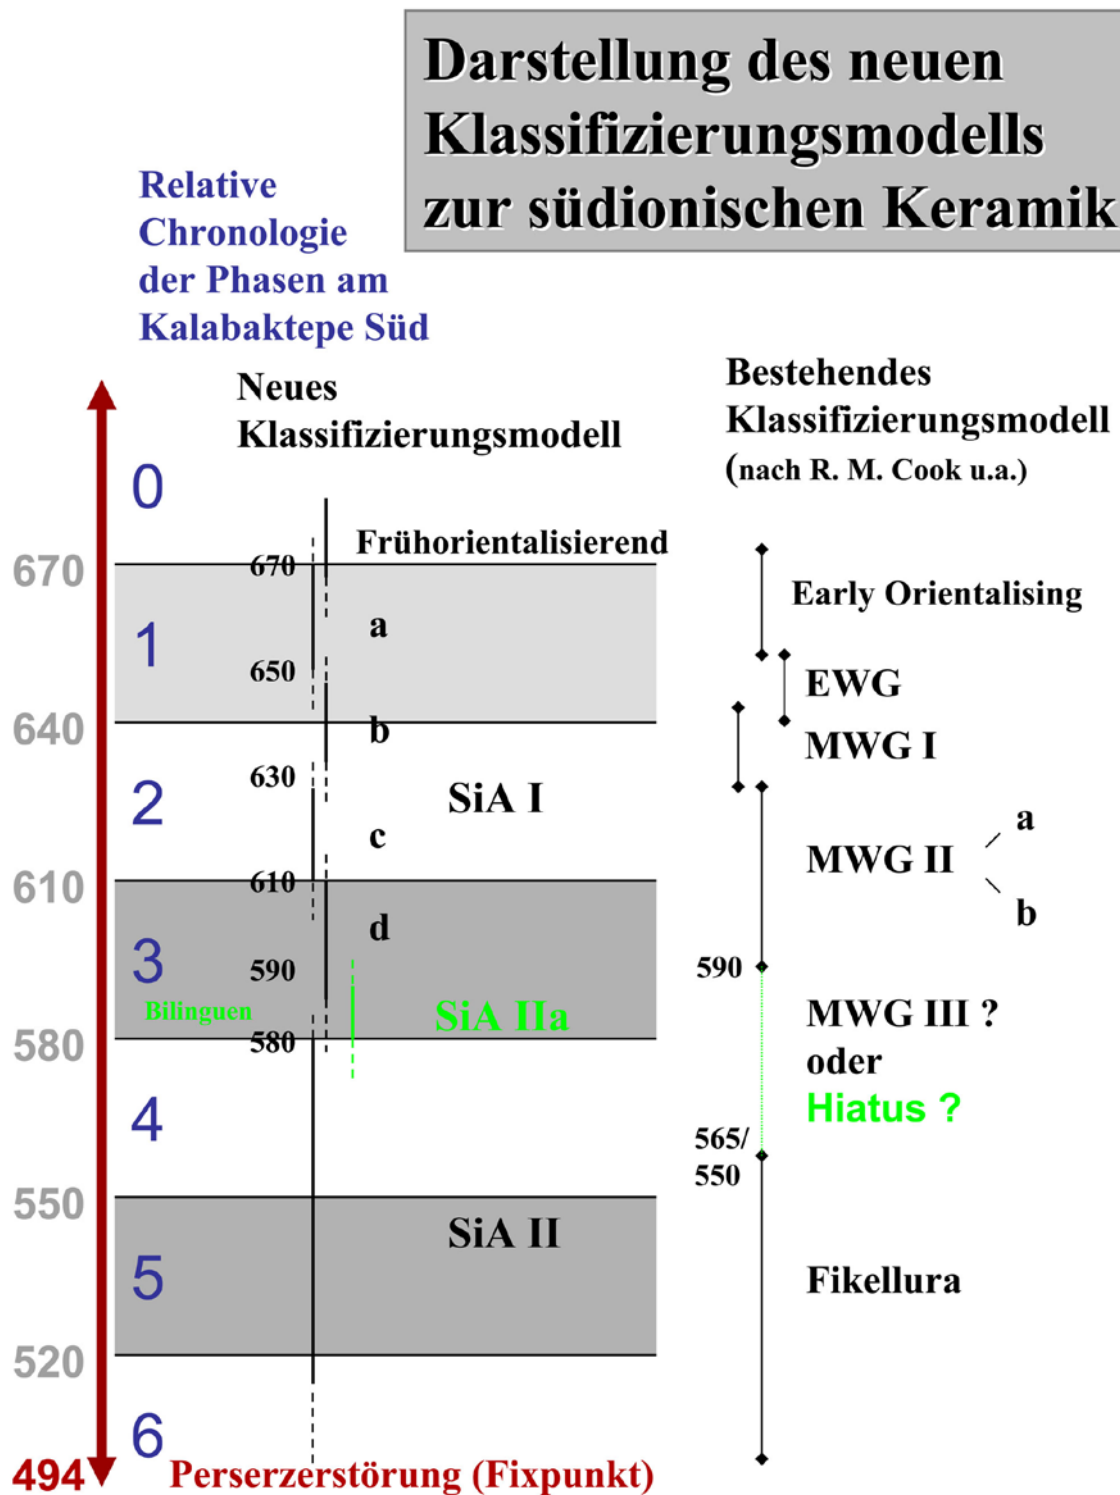 Darstellung des neuen
Klassifizierungsmodells
zur südionischen Keramik
Relative
Chronologie
der Phasen am
Kalabaktepe Süd
Neues
Klassifizierungsmodell
Bestehendes
Klassifizierungsmodell
(nach R. M. Cook u.a.)
0
Frühorientalisierend
670
670
Early Orientalising
1
a
650
EWG
640
b
MWG I
630
2
SiA I
a
c
MWG II
610
610
b
d
3
590
590
Bilinguen
SiA IIa
MWG III ?
580
580
oder
Hiatus ?
4
565/
550
550
SiA II
5
Fikellura
520
6
494
Perserzerstörung (Fixpunkt)